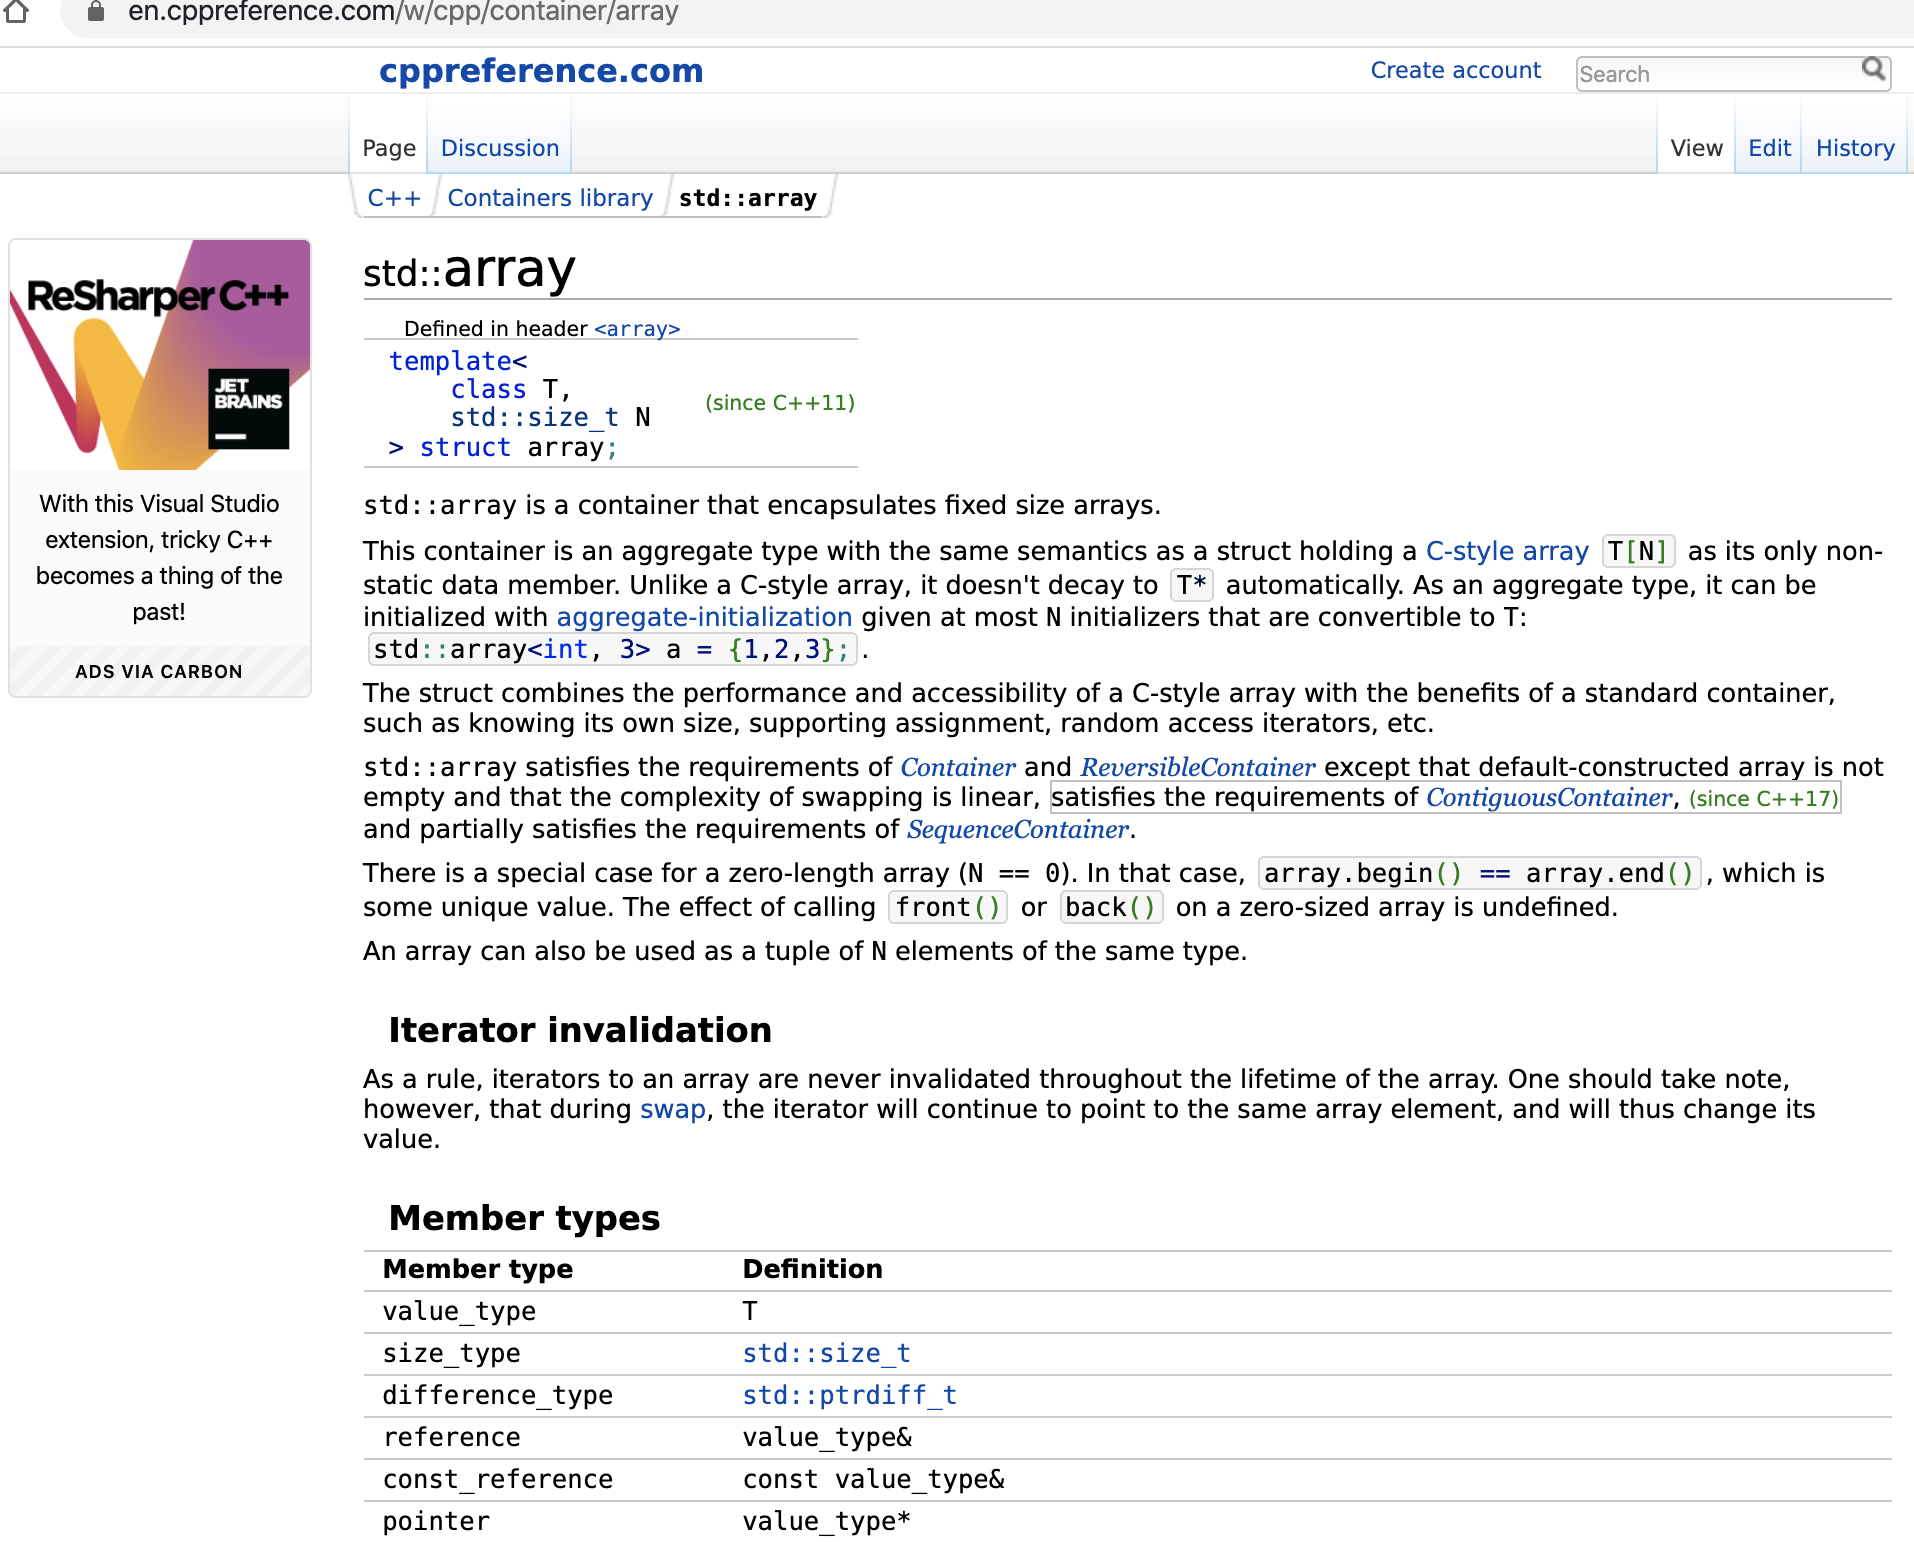 en.cppreference.com/w/cpp/container/array
cppreference.com
Create account
Search
Page
Discussion
View
Edit
History
C++
Containers library
std::array
ReSharper C++
JET
BRAINS
With this Visual Studio
extension, tricky C++
becomes a thing of the
past!
ADS VIA CARBON
std::array
Defined in header <array>
template<
    class T,
    std::size_t N
> struct array;
(since C++11)
std::array is a container that encapsulates fixed size arrays.
This container is an aggregate type with the same semantics as a struct holding a C-style array T[N] as its only non-
static data member. Unlike a C-style array, it doesn't decay to T* automatically. As an aggregate type, it can be
initialized with aggregate-initialization given at most N initializers that are convertible to T:
std::array<int, 3> a = {1,2,3};.
The struct combines the performance and accessibility of a C-style array with the benefits of a standard container,
such as knowing its own size, supporting assignment, random access iterators, etc.
std::array satisfies the requirements of Container and ReversibleContainer except that default-constructed array is not
empty and that the complexity of swapping is linear, satisfies the requirements of ContiguousContainer, (since C++17)
and partially satisfies the requirements of SequenceContainer.
There is a special case for a zero-length array (N == 0). In that case, array.begin() == array.end(), which is
some unique value. The effect of calling front() or back() on a zero-sized array is undefined.
An array can also be used as a tuple of N elements of the same type.
Iterator invalidation
As a rule, iterators to an array are never invalidated throughout the lifetime of the array. One should take note,
however, that during swap, the iterator will continue to point to the same array element, and will thus change its
value.
Member types
Member type Definition
value_type T
size_type std::size_t
difference_type std::ptrdiff_t
reference value_type&
const_reference const value_type&
pointer value_type*